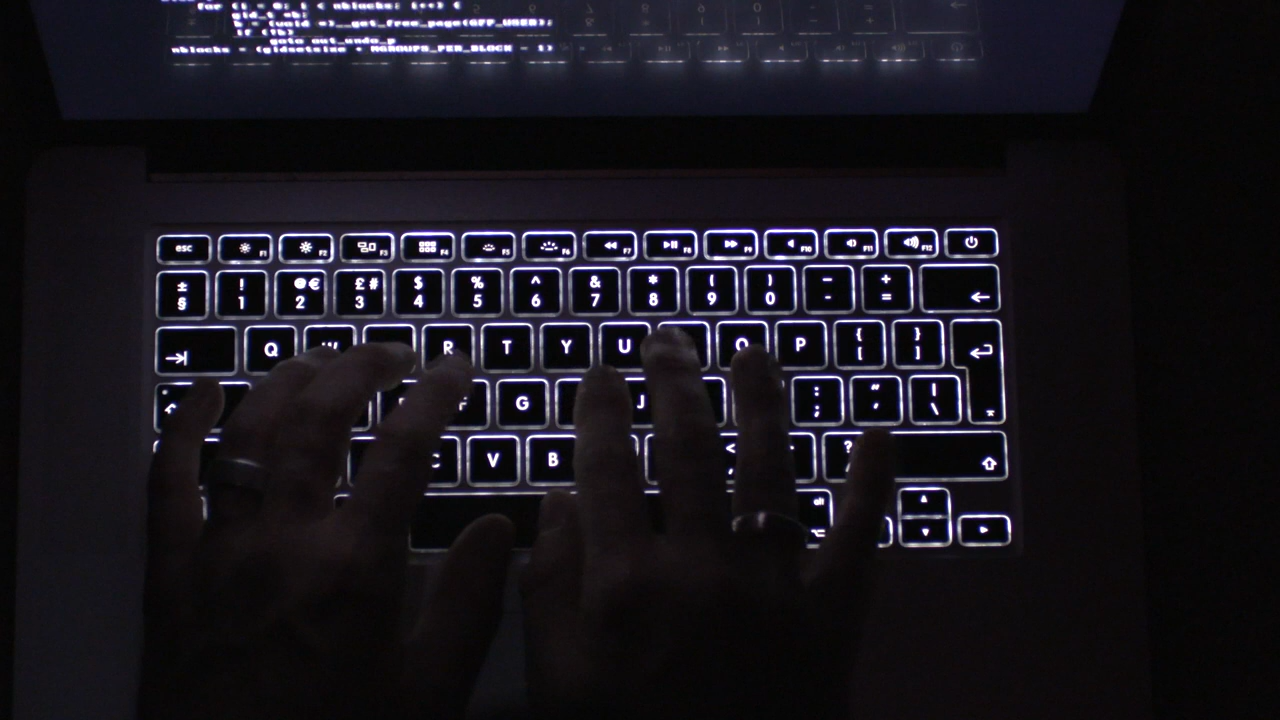 for (i = 0; i < nblocks; i++) {
gid_t *b;
b = (void *)__get_free_page(GFP_USER);
if (!b)
goto out_undo_p
nblocks = (gidsetsize + NGROUPS_PER_BLOCK - 1)
esc F1 F2 F3 F4 F5 F6 F7 F8 F9 F10 F11 F12
± ! @ € £ # $ % ^ & * ( ) _ +
§ 1 2 3 4 5 6 7 8 9 0 - =
Q W R T Y U O P { }
[ ]
F G J : " |
; ' \
C V B < ?
,
alt